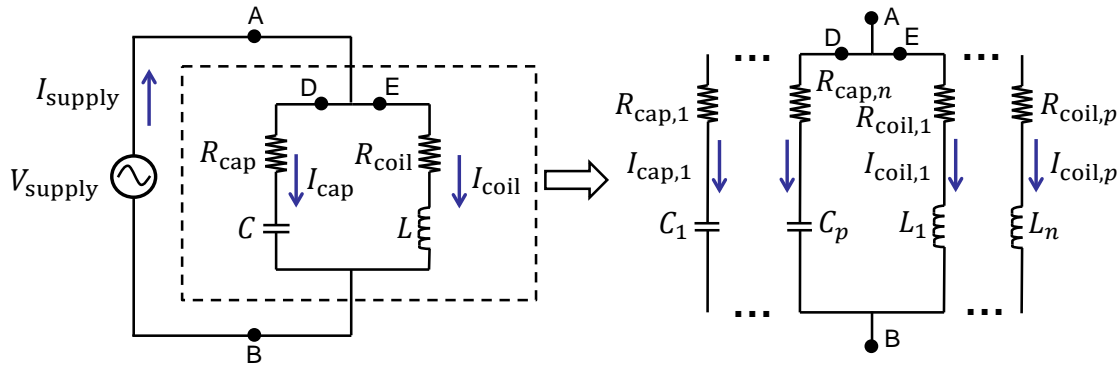 A
I_supply
V_supply
D E
R_cap R_coil
I_cap I_coil
C L
B
A
... D E ...
R_cap,1 R_cap,n R_coil,1 R_coil,p
I_cap,1 I_coil,1 I_coil,p
C_1 C_p L_1 L_n
... B ...